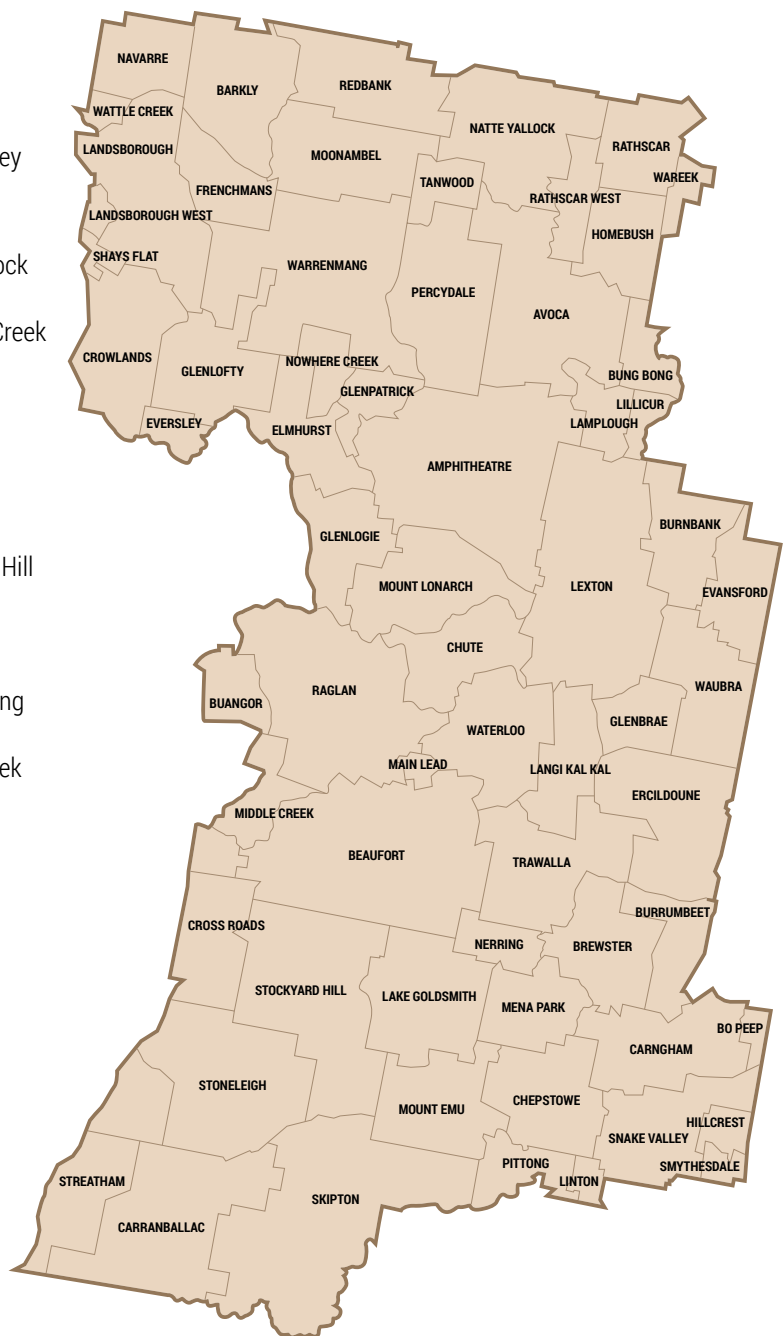 ey
ock
Creek
Hill
ng
ek
NAVARRE
BARKLY
REDBANK
WATTLE CREEK
NATTE YALLOCK
LANDSBOROUGH
MOONAMBEL
RATHSCAR
TANWOOD
WAREEK
FRENCHMANS
RATHSCAR WEST
LANDSBOROUGH WEST
HOMEBUSH
SHAYS FLAT
WARRENMANG
PERCYDALE
AVOCA
CROWLANDS
NOWHERE CREEK
GLENLOFTY
BUNG BONG
GLENPATRICK
LILLICUR
EVERSLEY
LAMPLOUGH
ELMHURST
AMPHITHEATRE
BURNBANK
GLENLOGIE
MOUNT LONARCH
LEXTON
EVANSFORD
CHUTE
RAGLAN
WAUBRA
BUANGOR
GLENBRAE
WATERLOO
MAIN LEAD
LANGI KAL KAL
ERCILDOUNE
MIDDLE CREEK
BEAUFORT
TRAWALLA
BURRUMBEET
CROSS ROADS
NERRING
BREWSTER
STOCKYARD HILL
LAKE GOLDSMITH
MENA PARK
BO PEEP
CARNGHAM
STONELEIGH
CHEPSTOWE
MOUNT EMU
HILLCREST
SNAKE VALLEY
PITTONG
SMYTHESDALE
STREATHAM
LINTON
SKIPTON
CARRANBALLAC